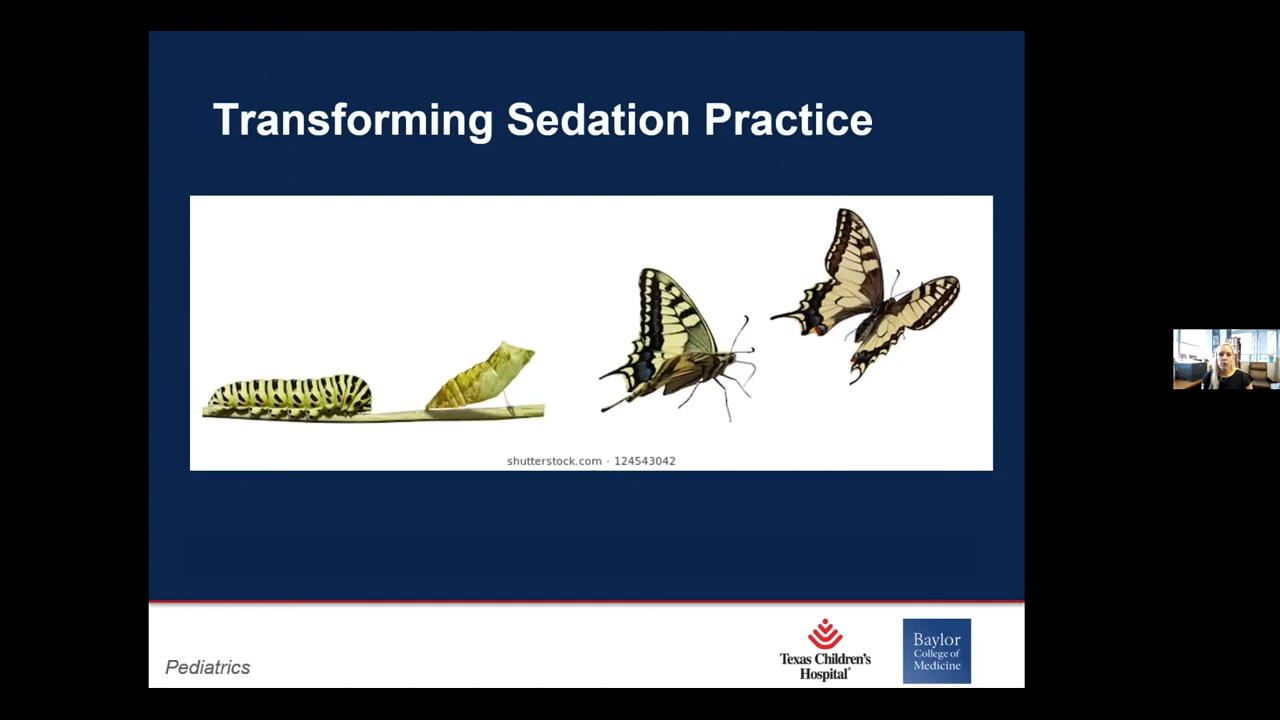 Transforming Sedation Practice
shutterstock.com · 124543042
Pediatrics
Texas Children's
Hospital®
Baylor
College of
Medicine